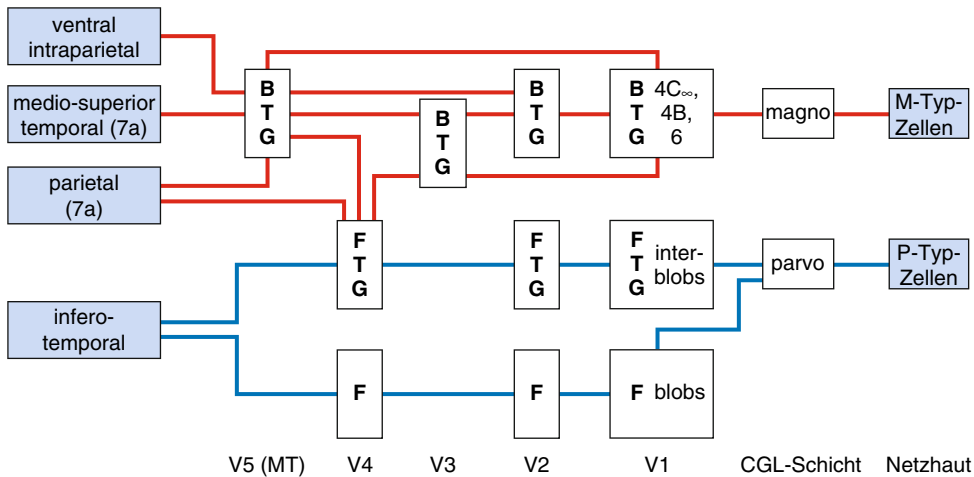 ventral
intraparietal
medio-superior
temporal (7a)
parietal
(7a)
infero-
temporal
B
T
G
F
T
G
F
B
T
G
B
T
G
F
T
G
F
B
T
G
4C∞,
4B,
6
F
T
G
inter-
blobs
F blobs
magno
parvo
M-Typ-
Zellen
P-Typ-
Zellen
V5 (MT) V4 V3 V2 V1 CGL-Schicht Netzhaut